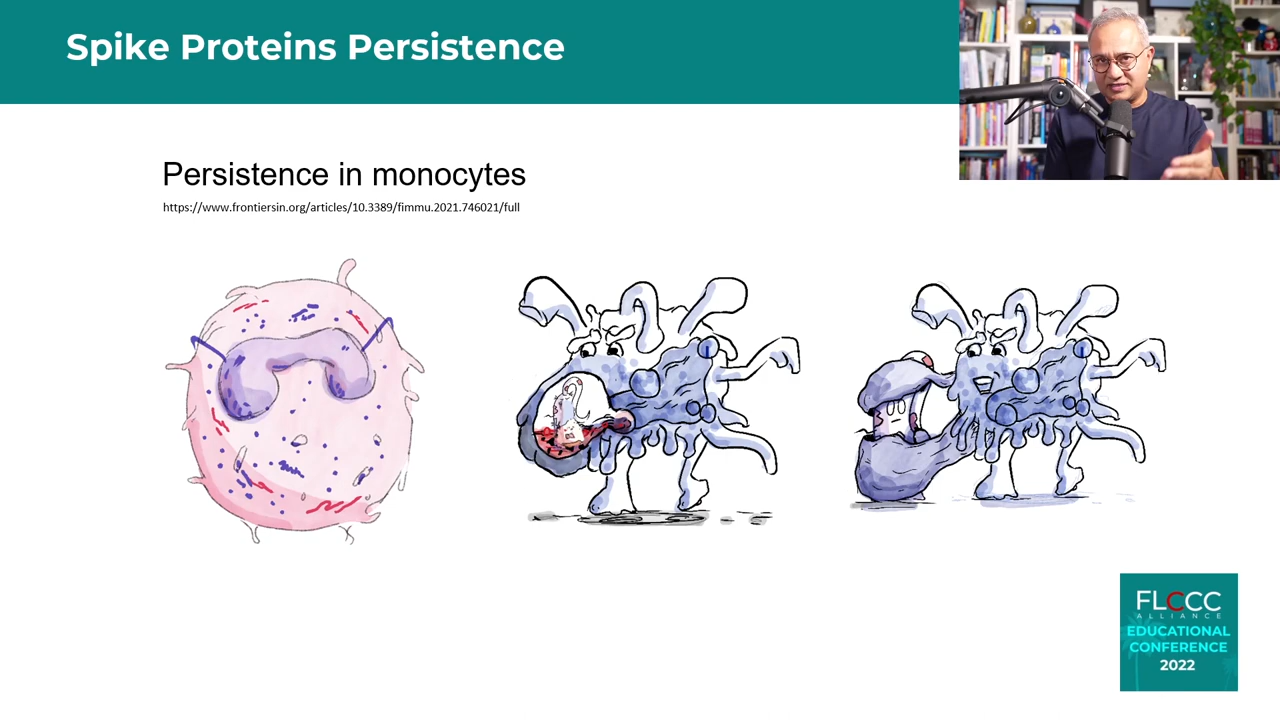 Spike Proteins Persistence
Persistence in monocytes
https://www.frontiersin.org/articles/10.3389/fimmu.2021.746021/full
FLCCC
ALLIANCE
EDUCATIONAL
CONFERENCE
2022